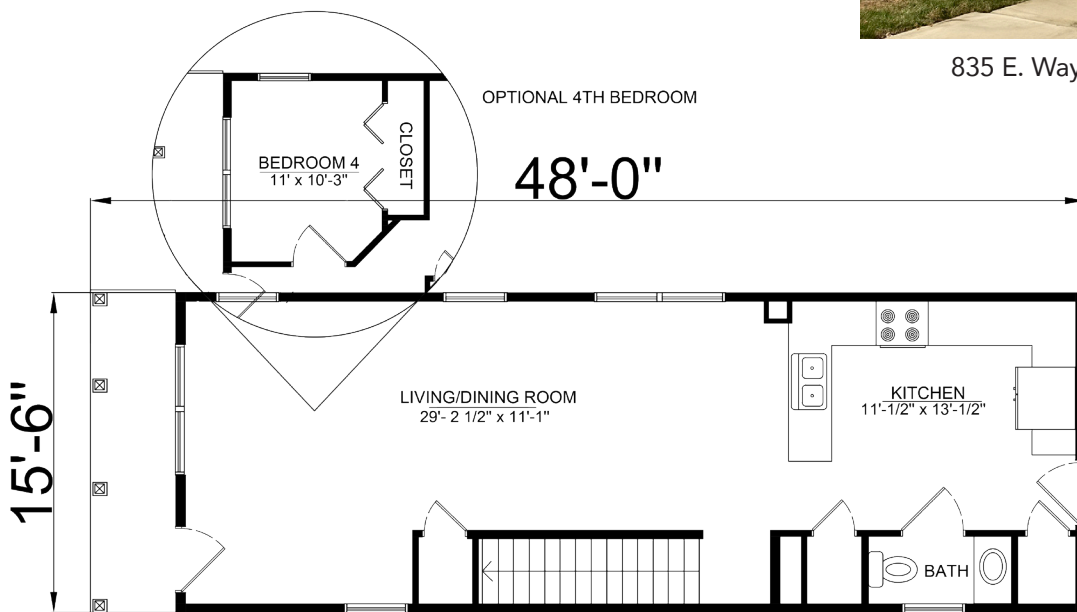 835 E. Way
OPTIONAL 4TH BEDROOM
BEDROOM 4
11' x 10'-3"
CLOSET
48'-0"
15'-6"
LIVING/DINING ROOM
29'- 2 1/2" x 11'-1"
KITCHEN
11'-1/2" x 13'-1/2"
BATH